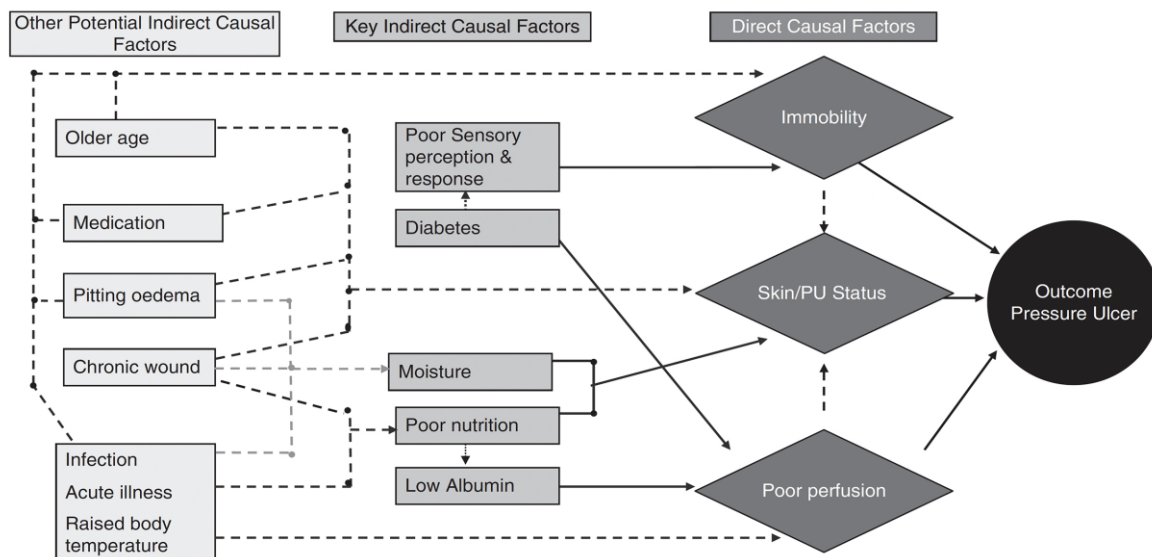 Other Potential Indirect Causal
Factors
Key Indirect Causal Factors
Direct Causal Factors
Older age
Medication
Pitting oedema
Chronic wound
Infection
Acute illness
Raised body
temperature
Poor Sensory
perception &
response
Diabetes
Moisture
Poor nutrition
Low Albumin
Immobility
Skin/PU Status
Poor perfusion
Outcome
Pressure Ulcer